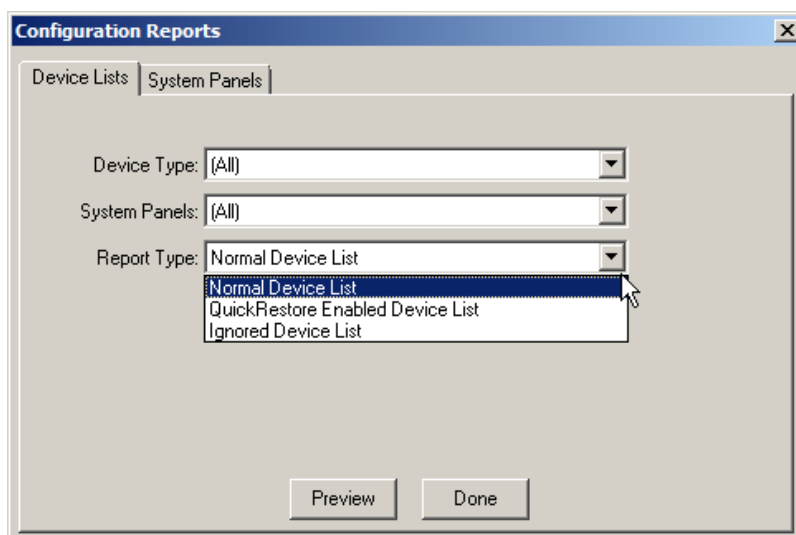 Configuration Reports
Device Lists
System Panels
Device Type: (All)
System Panels: (All)
Report Type: Normal Device List
Normal Device List
QuickRestore Enabled Device List
Ignored Device List
Preview
Done